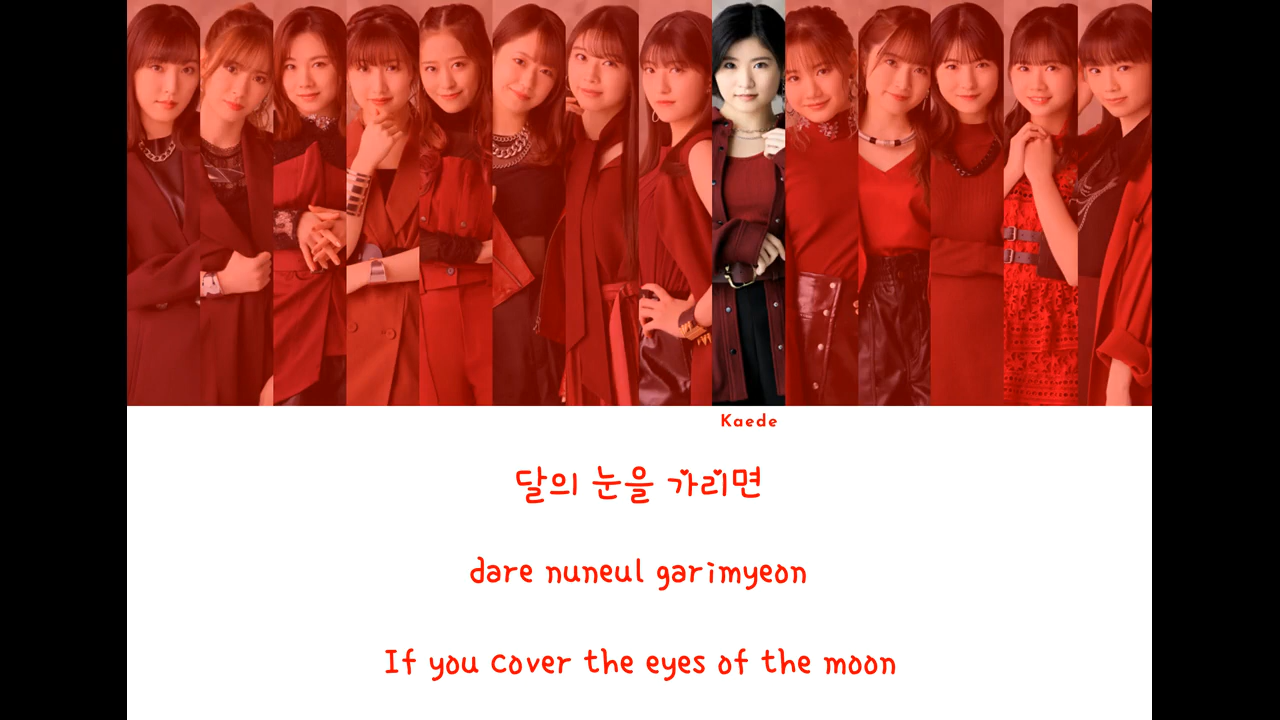 Kaede
달의 눈을 가리면
dare nuneul garimyeon
If you cover the eyes of the moon